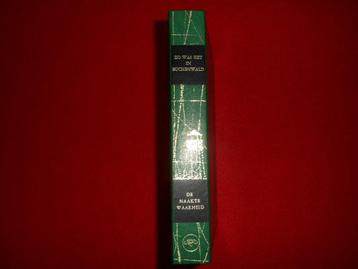 ZO WAS HET
IN
BUCHENWALD
DE
NAAKTE
WAARHEID